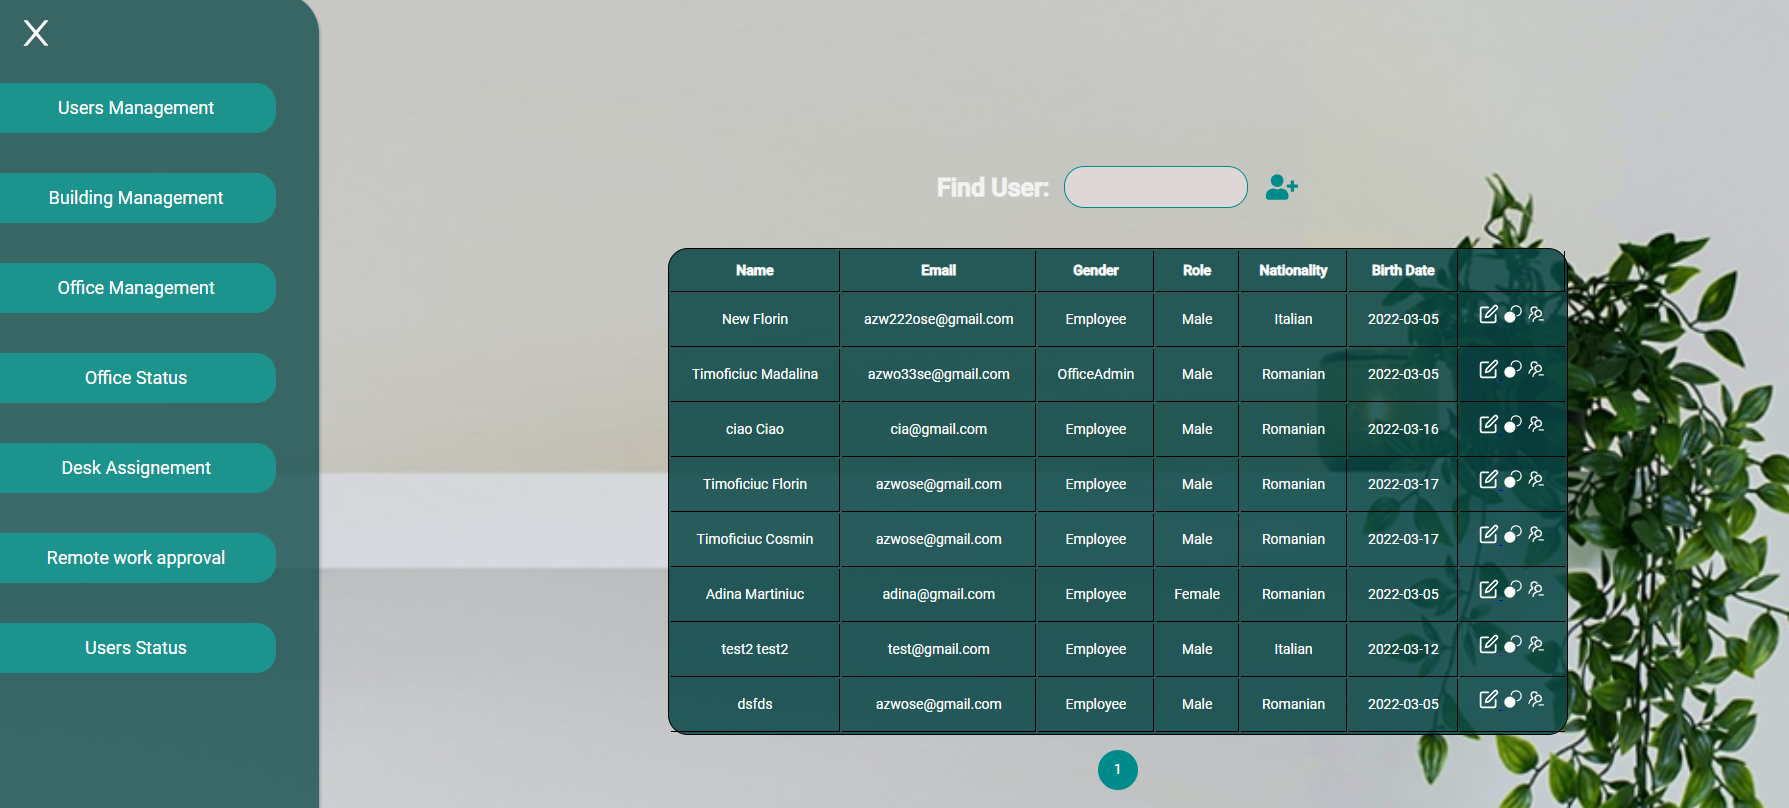 X
Users Management
Building Management
Office Management
Office Status
Desk Assignement
Remote work approval
Users Status
Find User:
Name Email Gender Role Nationality Birth Date
New Florin azw222ose@gmail.com Employee Male Italian 2022-03-05
Timoficiuc Madalina azwo33se@gmail.com OfficeAdmin Male Romanian 2022-03-05
ciao Ciao cia@gmail.com Employee Male Romanian 2022-03-16
Timoficiuc Florin azwose@gmail.com Employee Male Romanian 2022-03-17
Timoficiuc Cosmin azwose@gmail.com Employee Male Romanian 2022-03-17
Adina Martiniuc adina@gmail.com Employee Female Romanian 2022-03-05
test2 test2 test@gmail.com Employee Male Italian 2022-03-12
dsfds azwose@gmail.com Employee Male Romanian 2022-03-05
1